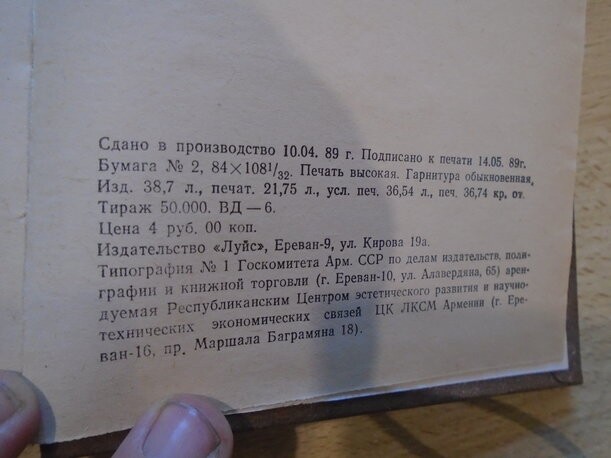 Сдано в производство 10.04. 89 г. Подписано к печати 14.05. 89г.
Бумага № 2, 84×108¹/₃₂. Печать высокая. Гарнитура обыкновенная,
Изд. 38,7 л., печат. 21,75 л., усл. печ. 36,54 л., печ. 36,74 кр, от.
Тираж 50.000. ВД — 6.
Цена 4 руб. 00 коп.
Издательство «Луйс», Ереван-9, ул. Кирова 19а.
Типография № 1 Госкомитета Арм. ССР по делам издательств, поли-
графии и книжной торговли (г. Ереван-10, ул. Алавердяна, 65) арен-
дуемая Республиканским Центром эстетического развития и научно-
технических экономических связей ЦК ЛКСМ Армении (г. Ере-
ван-16, пр. Маршала Баграмяна 18).